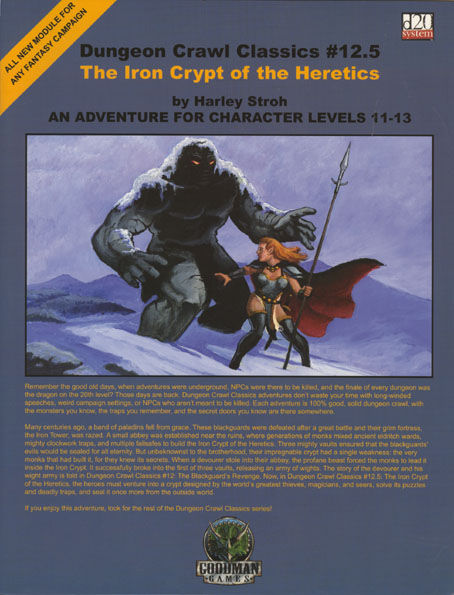 ALL NEW MODULE FOR
ANY FANTASY CAMPAIGN
d20
system
Dungeon Crawl Classics #12.5
The Iron Crypt of the Heretics
by Harley Stroh
AN ADVENTURE FOR CHARACTER LEVELS 11-13
Remember the good old days, when adventures were underground, NPCs were there to be killed, and the finale of every dungeon was
the dragon on the 20th level? Those days are back. Dungeon Crawl Classics adventures don't waste your time with long-winded
speeches, weird campaign settings, or NPCs who aren't meant to be killed. Each adventure is 100% good, solid dungeon crawl, with
the monsters you know, the traps you remember, and the secret doors you know are there somewhere.
Many centuries ago, a band of paladins fell from grace. These blackguards were defeated after a great battle and their grim fortress,
the Iron Tower, was razed. A small abbey was established near the ruins, where generations of monks mixed ancient eldritch wards,
mighty clockwork traps, and multiple failsafes to build the Iron Crypt of the Heretics. Three mighty vaults ensured that the blackguards'
evil would be sealed for all eternity. But unbeknownst to the brotherhood, their impregnable crypt had a single weakness: the very
monks that had built it, for they knew its secrets. When a devourer stole into their abbey, the profane beast forced the monks to lead it
inside the Iron Crypt. It successfully broke into the first of three vaults, releasing an army of wights. The story of the devourer and his
wight army is told in Dungeon Crawl Classics #12: The Blackguard's Revenge. Now, in Dungeon Crawl Classics #12.5: The Iron Crypt
of the Heretics, the heroes must venture into a crypt designed by the world's greatest thieves, magicians, and seers, solve its puzzles
and deadly traps, and seal it once more from the outside world.
If you enjoy this adventure, look for the rest of the Dungeon Crawl Classics series!
GOODMAN
GAMES